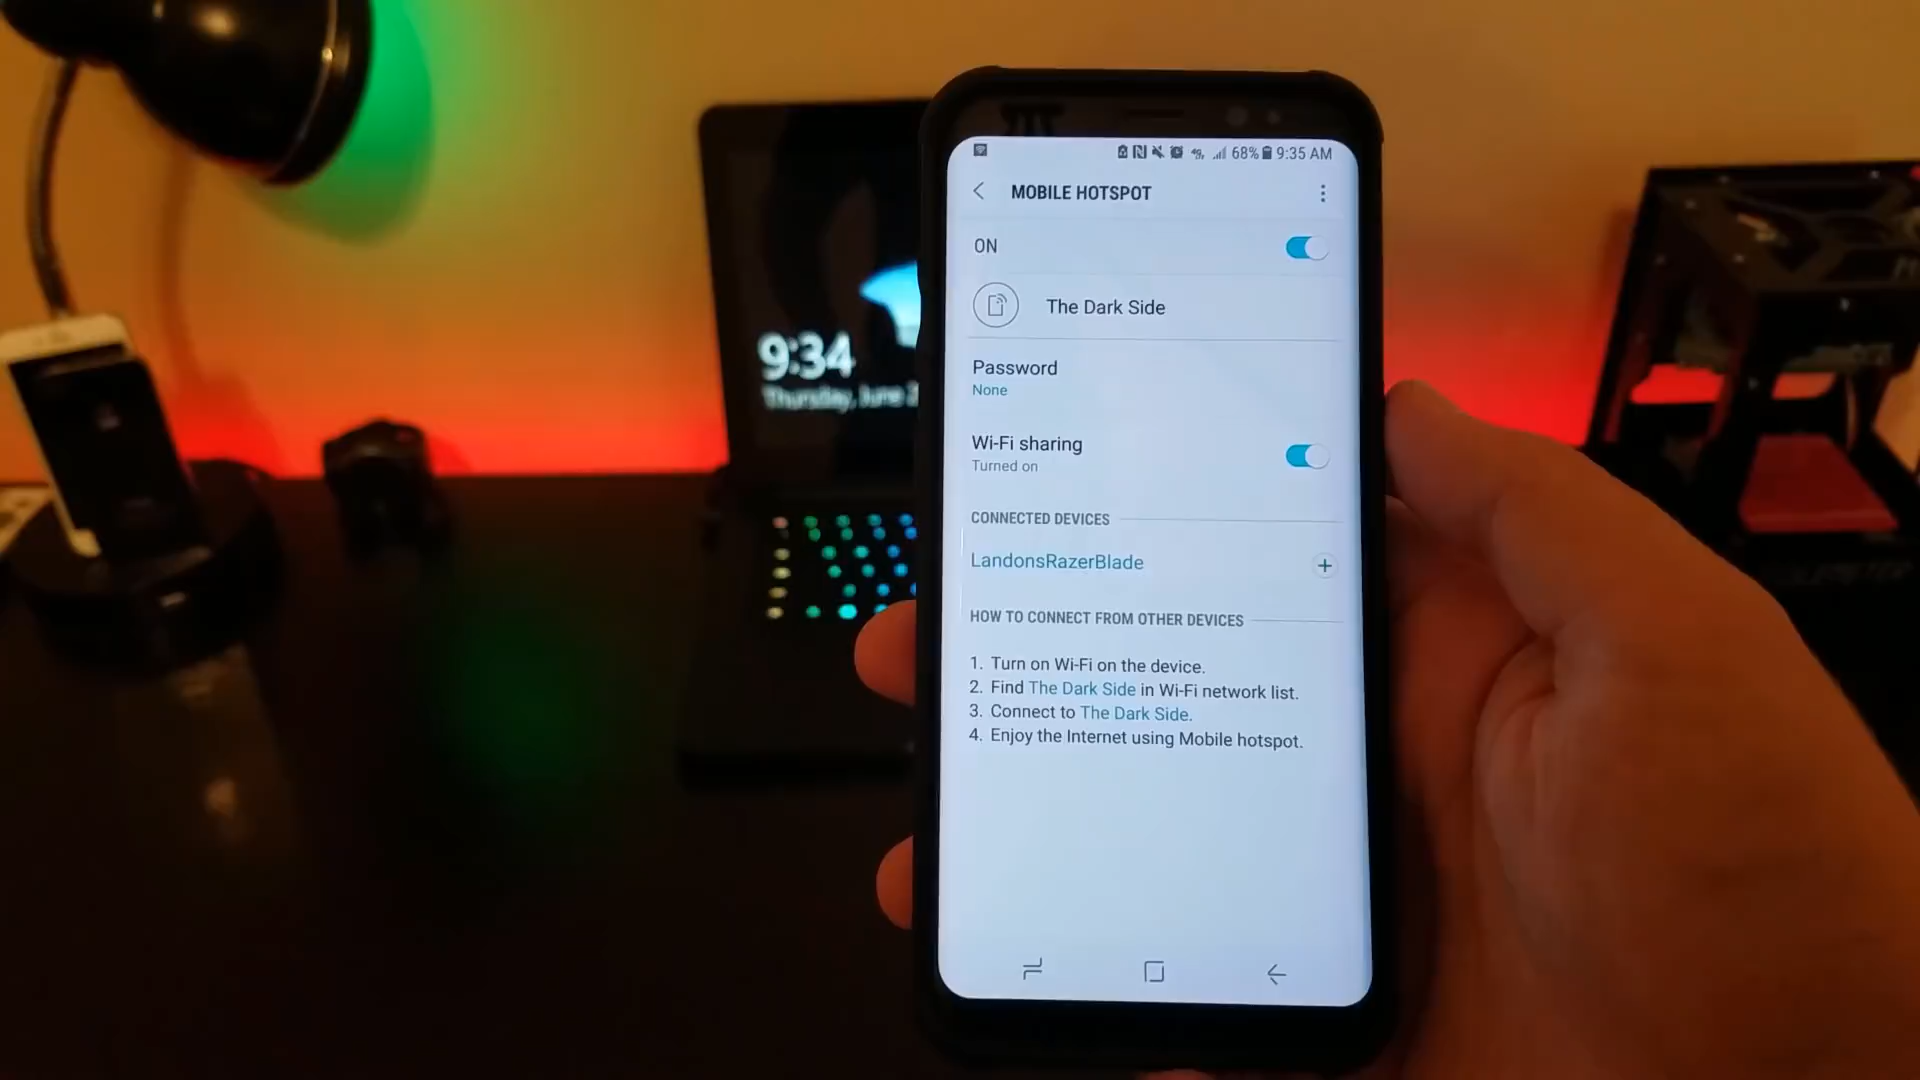 68% 9:35 AM
MOBILE HOTSPOT
ON
The Dark Side
Password
None
Wi-Fi sharing
Turned on
CONNECTED DEVICES
LandonsRazerBlade
HOW TO CONNECT FROM OTHER DEVICES
1. Turn on Wi-Fi on the device.
2. Find The Dark Side in Wi-Fi network list.
3. Connect to The Dark Side.
4. Enjoy the Internet using Mobile hotspot.
9:34
Thursday, June